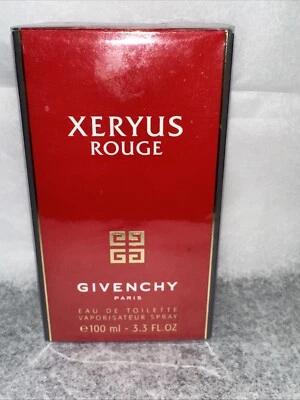 XERYUS
ROUGE
GIVENCHY
PARIS
EAU DE TOILETTE
VAPORISATEUR SPRAY
℮100 ml - 3.3 FL.OZ